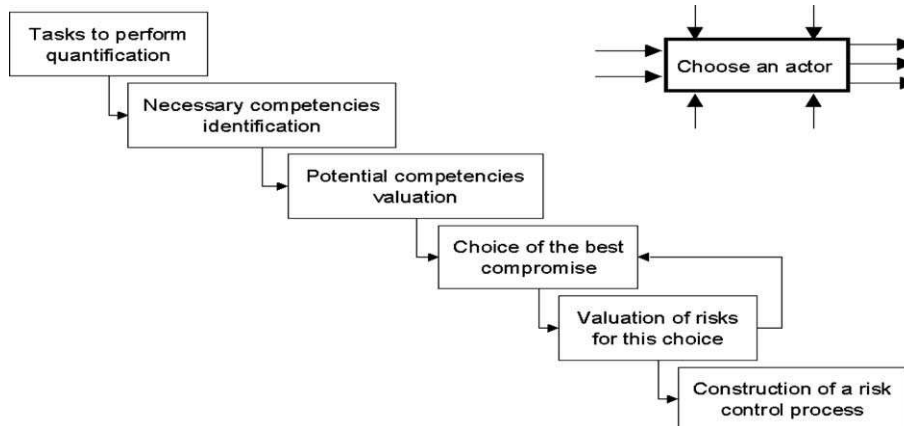 Tasks to perform
quantification
Choose an actor
Necessary competencies
identification
Potential competencies
valuation
Choice of the best
compromise
Valuation of risks
for this choice
Construction of a risk
control process